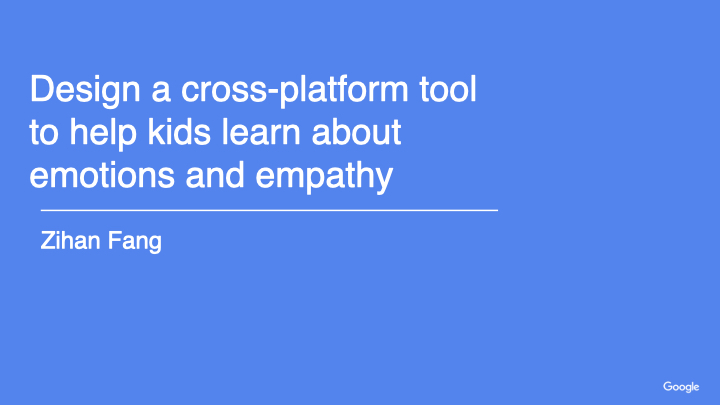 Design a cross-platform tool
to help kids learn about
emotions and empathy
Zihan Fang
Google